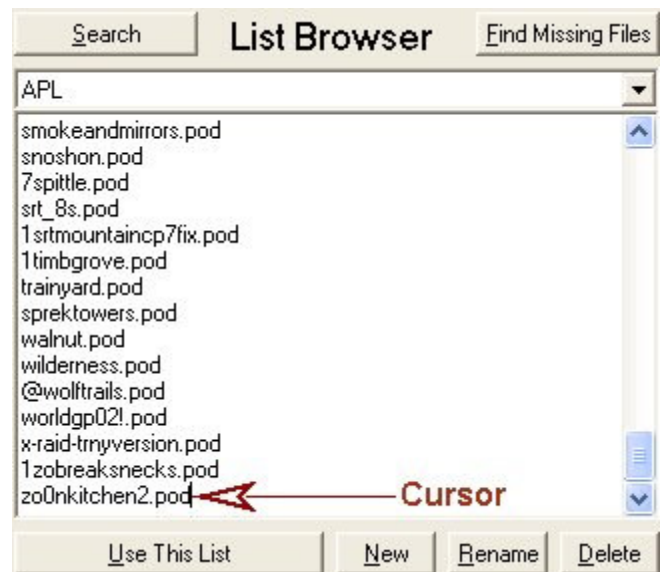 Search List Browser Find Missing Files
APL
smokeandmirrors.pod
snoshon.pod
7spittle.pod
srt_8s.pod
1srtmountaincp7fix.pod
1timbgrove.pod
trainyard.pod
sprektowers.pod
walnut.pod
wilderness.pod
@wolftrails.pod
worldgp02!.pod
x-raid-trnyversion.pod
1zobreaksnecks.pod
zo0nkitchen2.pod Cursor
Use This List New Rename Delete